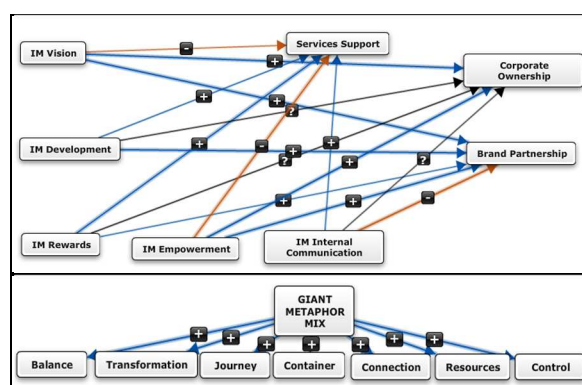 Services Support
IM Vision
-
+
Corporate
Ownership
+
+
?
IM Development
+
-
+
+
?
+
?
Brand Partnership
+
+
-
IM Rewards
IM Empowerment
IM Internal
Communication
GIANT
METAPHOR
MIX
+
+
+
+
+
+
+
Balance
Transformation
Journey
Container
Connection
Resources
Control